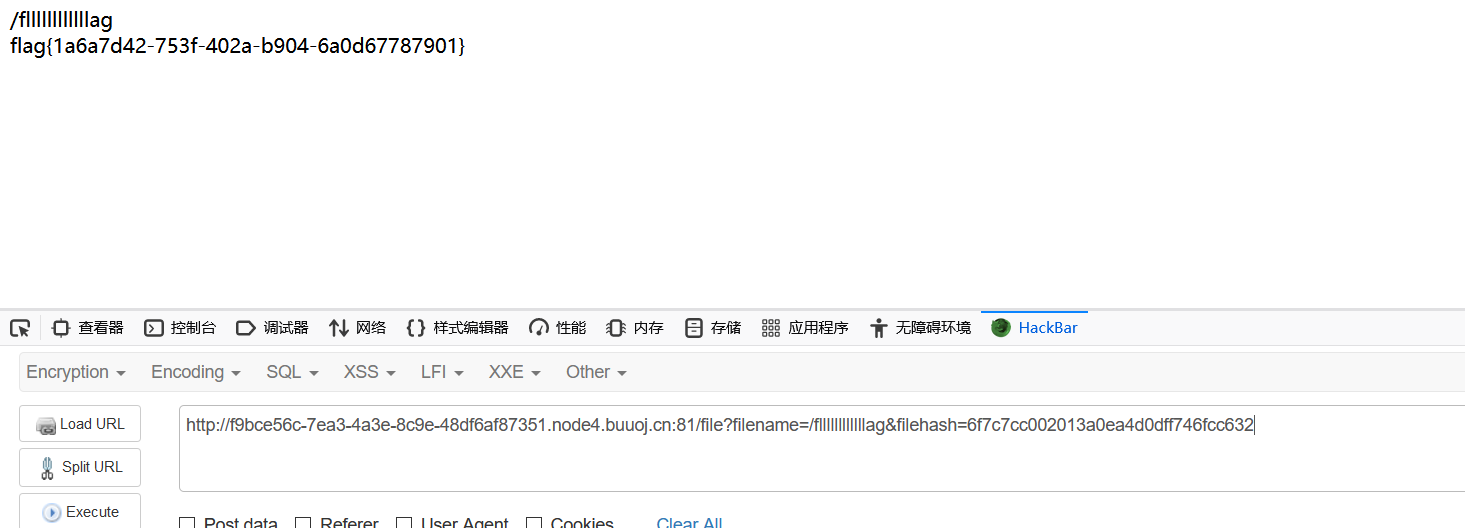 /fllllllllllllag
flag{1a6a7d42-753f-402a-b904-6a0d67787901}
查看器 控制台 调试器 网络 样式编辑器 性能 内存 存储 应用程序 无障碍环境 HackBar
Encryption Encoding SQL XSS LFI XXE Other
Load URL
http://f9bce56c-7ea3-4a3e-8c9e-48df6af87351.node4.buuoj.cn:81/file?filename=/fllllllllllllag&filehash=6f7c7cc002013a0ea4d0dff746fcc632
Split URL
Execute
Post data Referer User Agent Cookies Clear All